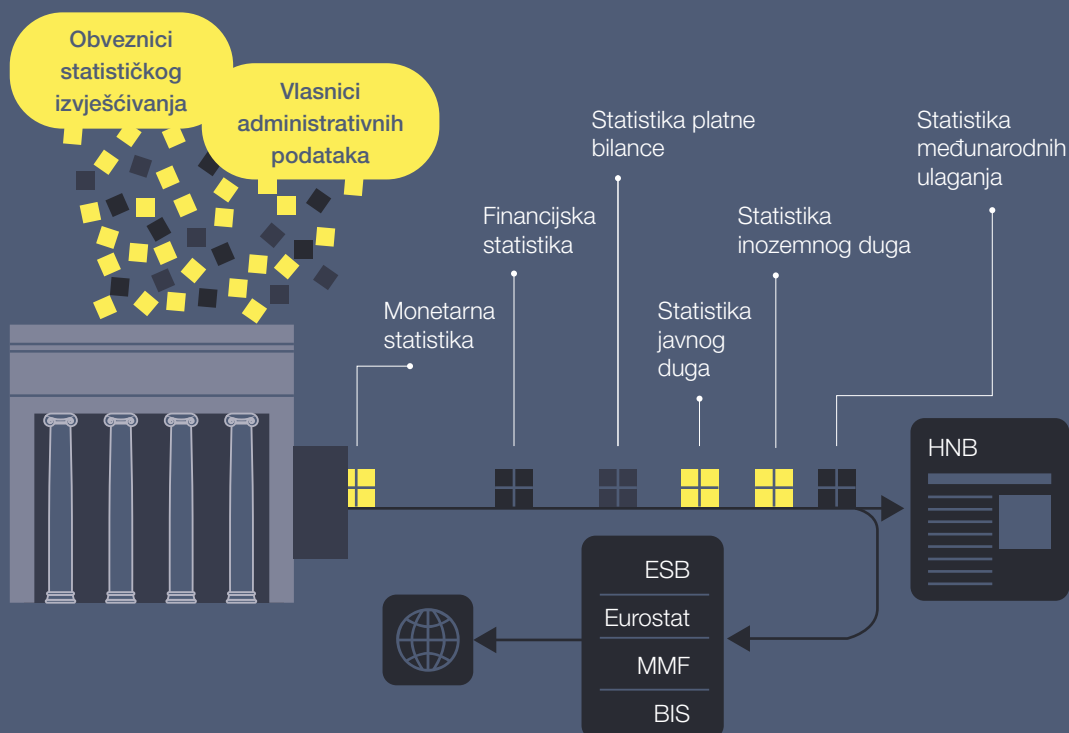 Obveznici
statističkog
izvješćivanja
Vlasnici
administrativnih
podataka
Monetarna
statistika
Financijska
statistika
Statistika platne
bilance
Statistika
javnog
duga
Statistika
inozemnog duga
Statistika
međunarodnih
ulaganja
HNB
ESB
Eurostat
MMF
BIS